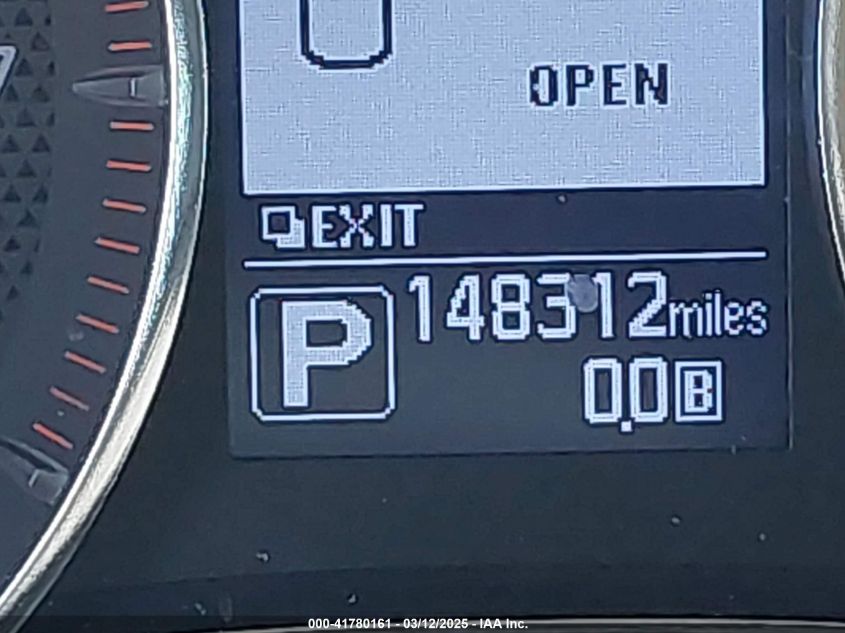 OPEN
EXIT
P 148312 miles
0.0 B
000-41780161 - 03/12/2025 - IAA Inc.